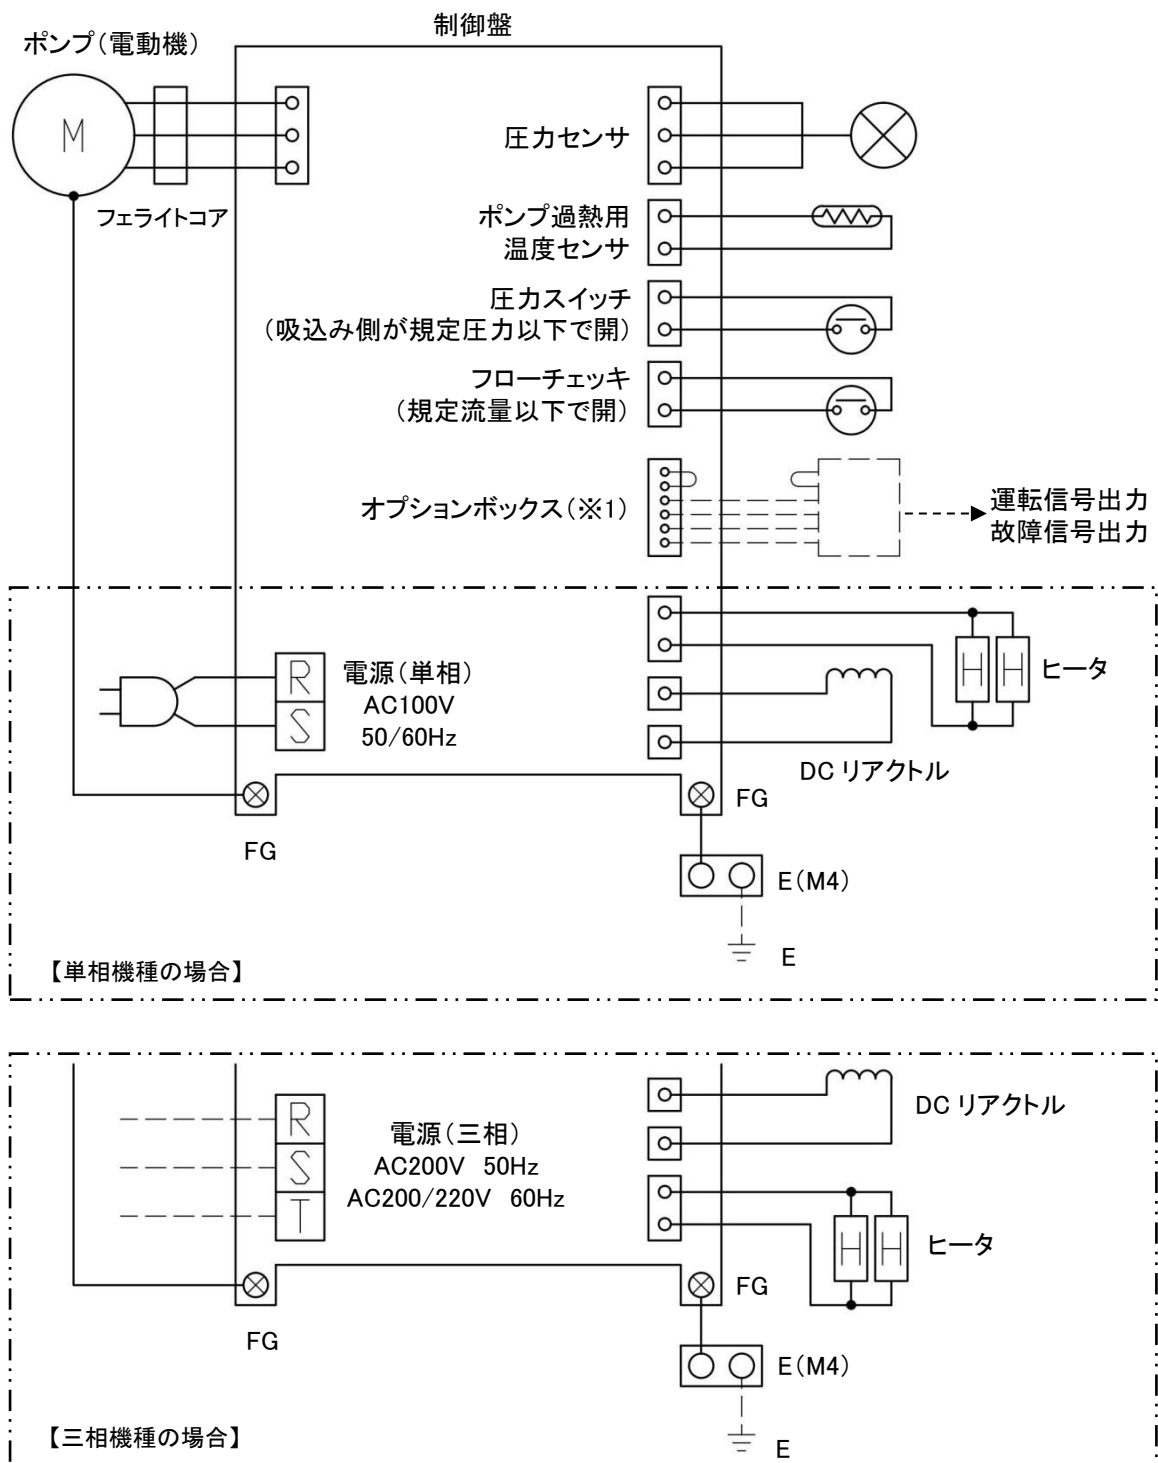 制御盤
ポンプ(電動機)
M
フェライトコア
圧力センサ
ポンプ過熱用
温度センサ
圧力スイッチ
(吸込み側が規定圧力以下で開)
フローチェッキ
(規定流量以下で開)
オプションボックス(※1)
運転信号出力
故障信号出力
R
S
電源(単相)
AC100V
50/60Hz
H H
ヒータ
DCリアクトル
FG
FG
E(M4)
E
【単相機種の場合】
R
S
T
電源(三相)
AC200V 50Hz
AC200/220V 60Hz
DCリアクトル
H H
ヒータ
FG
FG
E(M4)
E
【三相機種の場合】